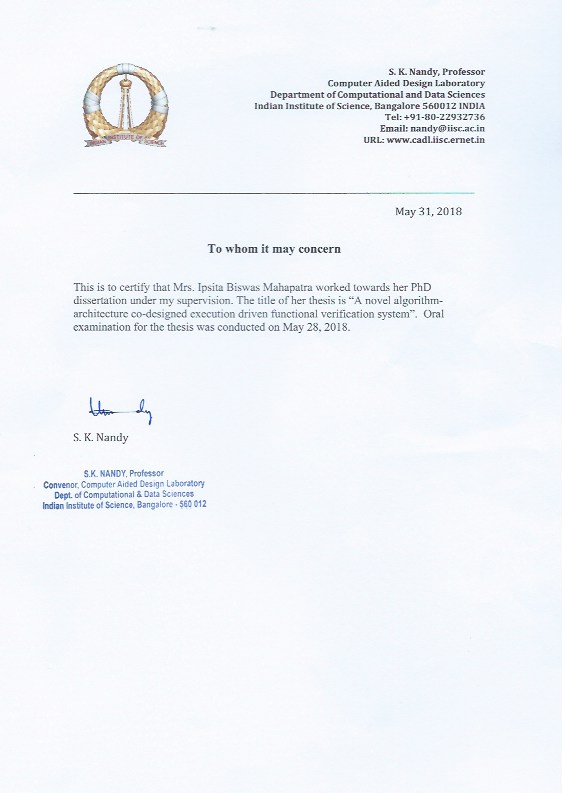 INDIAN INSTITUTE OF SCIENCE
S. K. Nandy, Professor
Computer Aided Design Laboratory
Department of Computational and Data Sciences
Indian Institute of Science, Bangalore 560012 INDIA
Tel: +91-80-22932736
Email: nandy@iisc.ac.in
URL: www.cadl.iisc.ernet.in
May 31, 2018
To whom it may concern
This is to certify that Mrs. Ipsita Biswas Mahapatra worked towards her PhD
dissertation under my supervision. The title of her thesis is “A novel algorithm-
architecture co-designed execution driven functional verification system”. Oral
examination for the thesis was conducted on May 28, 2018.
S. K. Nandy
S.K. NANDY, Professor
Convenor, Computer Aided Design Laboratory
Dept. of Computational & Data Sciences
Indian Institute of Science, Bangalore - 560 012